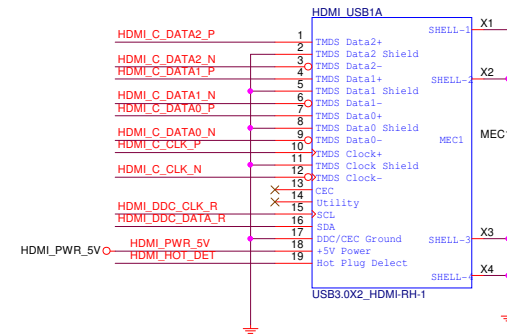 HDMI_USB1A
HDMI_C_DATA2_P 1 TMDS Data2+ SHELL-1 X1
2 TMDS Data2 Shield
HDMI_C_DATA2_N 3 TMDS Data2-
HDMI_C_DATA1_P 4 TMDS Data1+ SHELL-2 X2
5 TMDS Data1 Shield
HDMI_C_DATA1_N 6 TMDS Data1-
HDMI_C_DATA0_P 7 TMDS Data0+
8 TMDS Data0 Shield
HDMI_C_DATA0_N 9 TMDS Data0- MEC1 MEC1
HDMI_C_CLK_P 10 TMDS Clock+
11 TMDS Clock Shield
HDMI_C_CLK_N 12 TMDS Clock-
13 CEC
14 Utility
HDMI_DDC_CLK_R 15 SCL
HDMI_DDC_DATA_R 16 SDA
17 DDC/CEC Ground SHELL-3 X3
HDMI_PWR_5V HDMI_PWR_5V 18 +5V Power
HDMI_HOT_DET 19 Hot Plug Delect
SHELL-4 X4
USB3.0X2_HDMI-RH-1